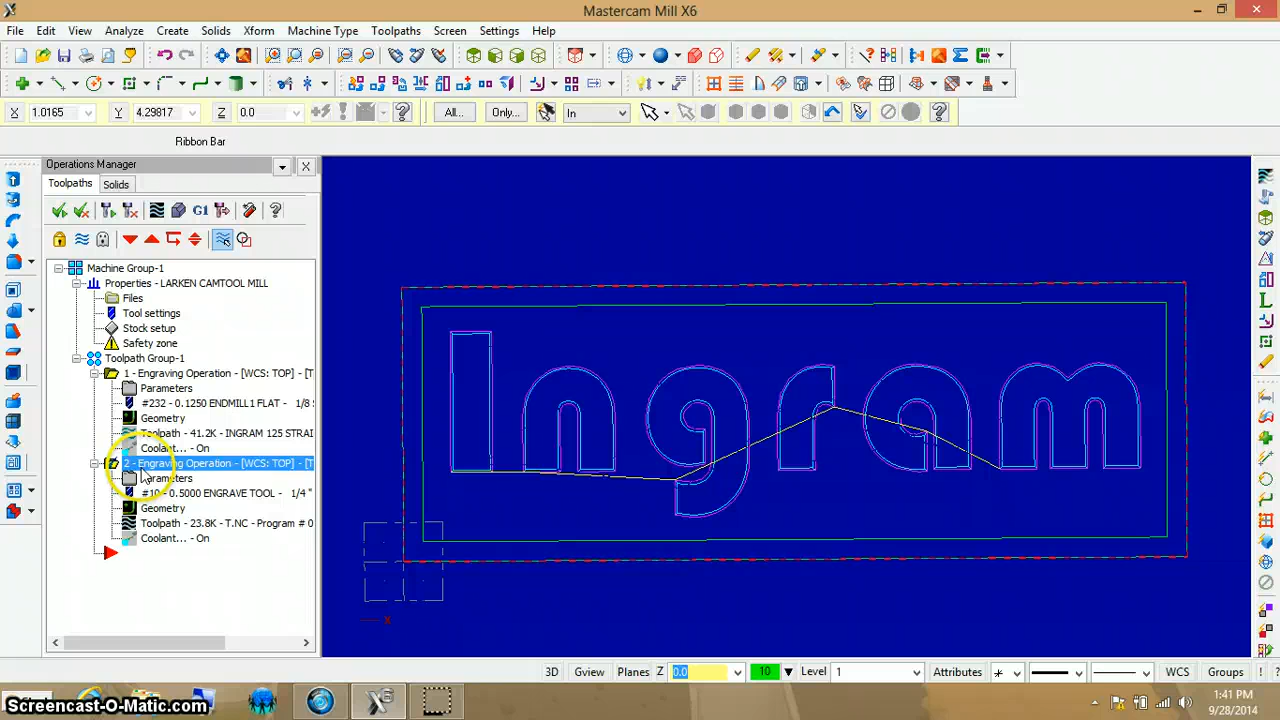 Mastercam Mill X6
File Edit View Analyze Create Solids Xform Machine Type Toolpaths Screen Settings Help
X 1.0165 Y 4.29817 Z 0.0 All... Only... In
Ribbon Bar
Operations Manager
Toolpaths Solids
G1
Machine Group-1
Properties - LARKEN CAMTOOL MILL
Files
Tool settings
Stock setup
Safety zone
Toolpath Group-1
1 - Engraving Operation - [WCS: TOP] - [T
Parameters
#232 - 0.1250 ENDMILL1 FLAT - 1/8
Geometry
Toolpath - 41.2K - INGRAM 125 STRAI
Coolant... - On
2 - Engraving Operation - [WCS: TOP] - [T
Parameters
#10 - 0.5000 ENGRAVE TOOL - 1/4 "
Geometry
Toolpath - 23.8K - T.NC - Program # 0
Coolant... - On
Ingram
X
3D Gview Planes Z 0.0 10 Level 1 Attributes WCS Groups
Screencast-O-Matic.com
1:41 PM
9/28/2014